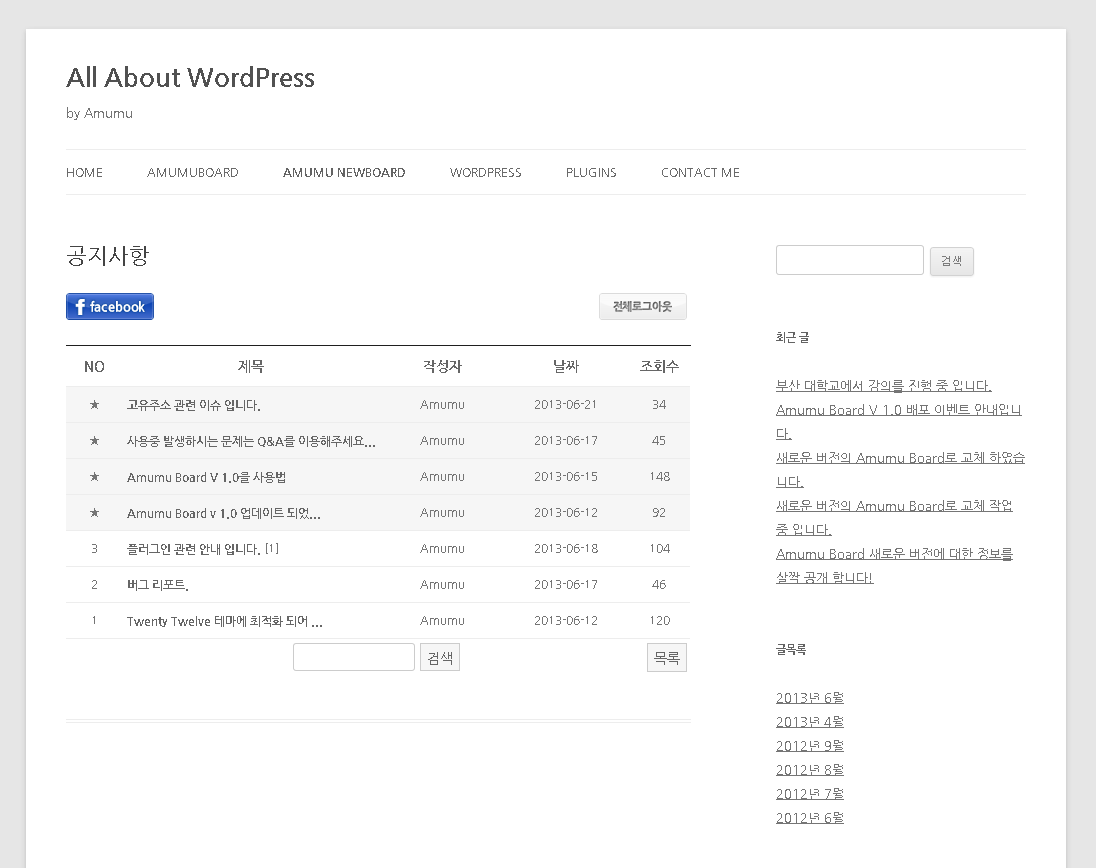 All About WordPress
by Amumu
HOME AMUMUBOARD AMUMU NEWBOARD WORDPRESS PLUGINS CONTACT ME
공지사항
검색
facebook
전체로그아웃
NO 제목 작성자 날짜 조회수
★ 고유주소 관련 이슈 입니다. Amumu 2013-06-21 34
★ 사용중 발생하시는 문제는 Q&A를 이용해주세요... Amumu 2013-06-17 45
★ Amumu Board V 1.0을 사용법 Amumu 2013-06-15 148
★ Amumu Board v 1.0 업데이트 되었... Amumu 2013-06-12 92
3 플러그인 관련 안내 입니다. [1] Amumu 2013-06-18 104
2 버그 리포트. Amumu 2013-06-17 46
1 Twenty Twelve 테마에 최적화 되어 ... Amumu 2013-06-12 120
검색 목록
최근 글
부산 대학교에서 강의를 진행 중 입니다.
Amumu Board V 1.0 배포 이벤트 안내입니
다.
새로운 버전의 Amumu Board로 교체 하였습
니다.
새로운 버전의 Amumu Board로 교체 작업
중 입니다.
Amumu Board 새로운 버전에 대한 정보를
살짝 공개 합니다!
글목록
2013년 6월
2013년 4월
2012년 9월
2012년 8월
2012년 7월
2012년 6월